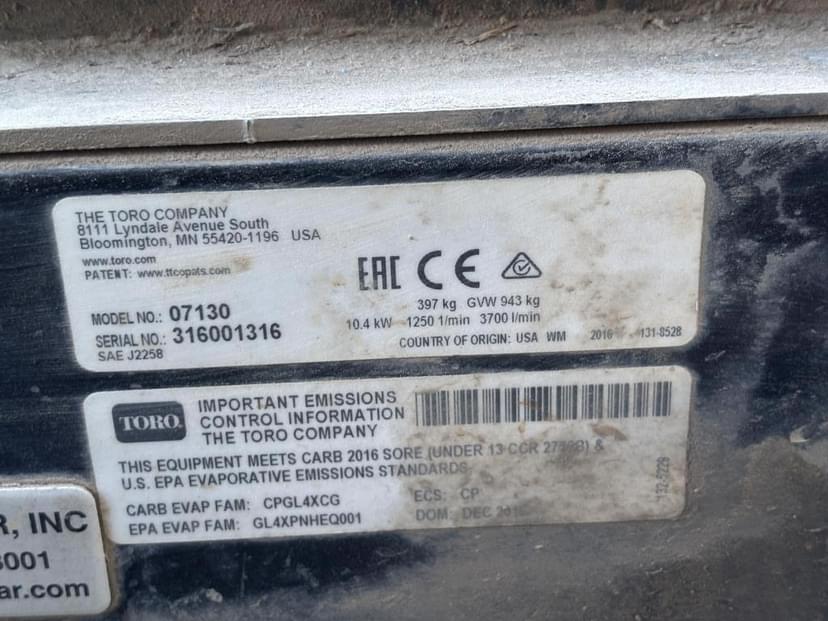 THE TORO COMPANY
8111 Lyndale Avenue South
Bloomington, MN 55420-1196 USA
www.toro.com
PATENT: www.ttcopats.com
EAC CE
397 kg GVW 943 kg
MODEL NO.: 07130
10.4 kW 1250 1/min 3700 l/min
SERIAL NO.: 316001316
COUNTRY OF ORIGIN: USA WM 2016 131-8528
SAE J2258
TORO
IMPORTANT EMISSIONS
CONTROL INFORMATION
THE TORO COMPANY
THIS EQUIPMENT MEETS CARB 2016 SORE (UNDER 13 CCR &
U.S. EPA EVAPORATIVE EMISSIONS STANDARDS
CARB EVAP FAM: CPGL4XCG ECS: CP
EPA EVAP FAM: GL4XPNHEQ001 DOM: DEC
R, INC
3001
ar.com